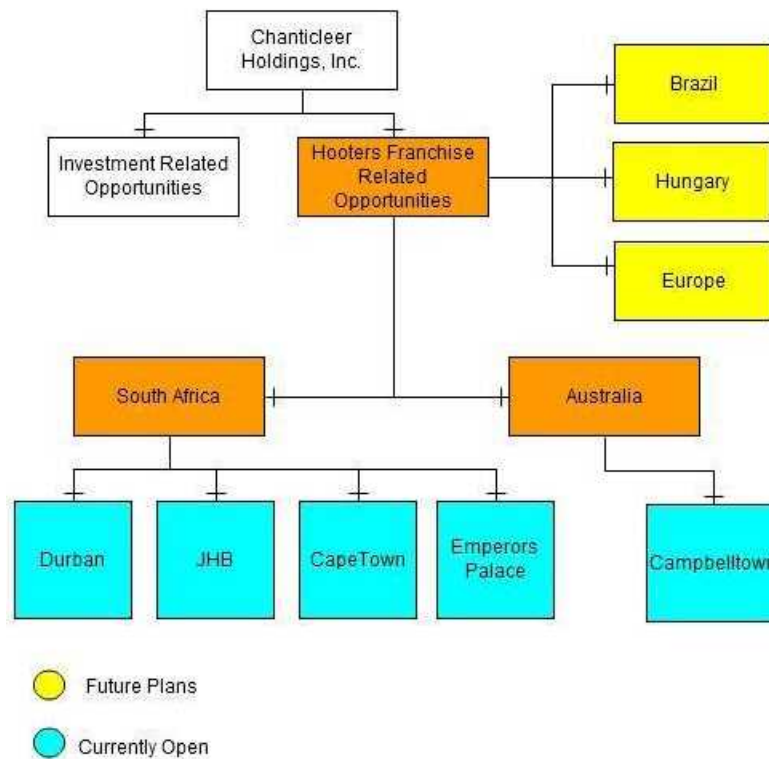 Chanticleer
Holdings, Inc.
Brazil
Investment Related
Opportunities
Hooters Franchise
Related
Opportunities
Hungary
Europe
South Africa
Australia
Durban
JHB
CapeTown
Emperors
Palace
Campbelltown
Future Plans
Currently Open